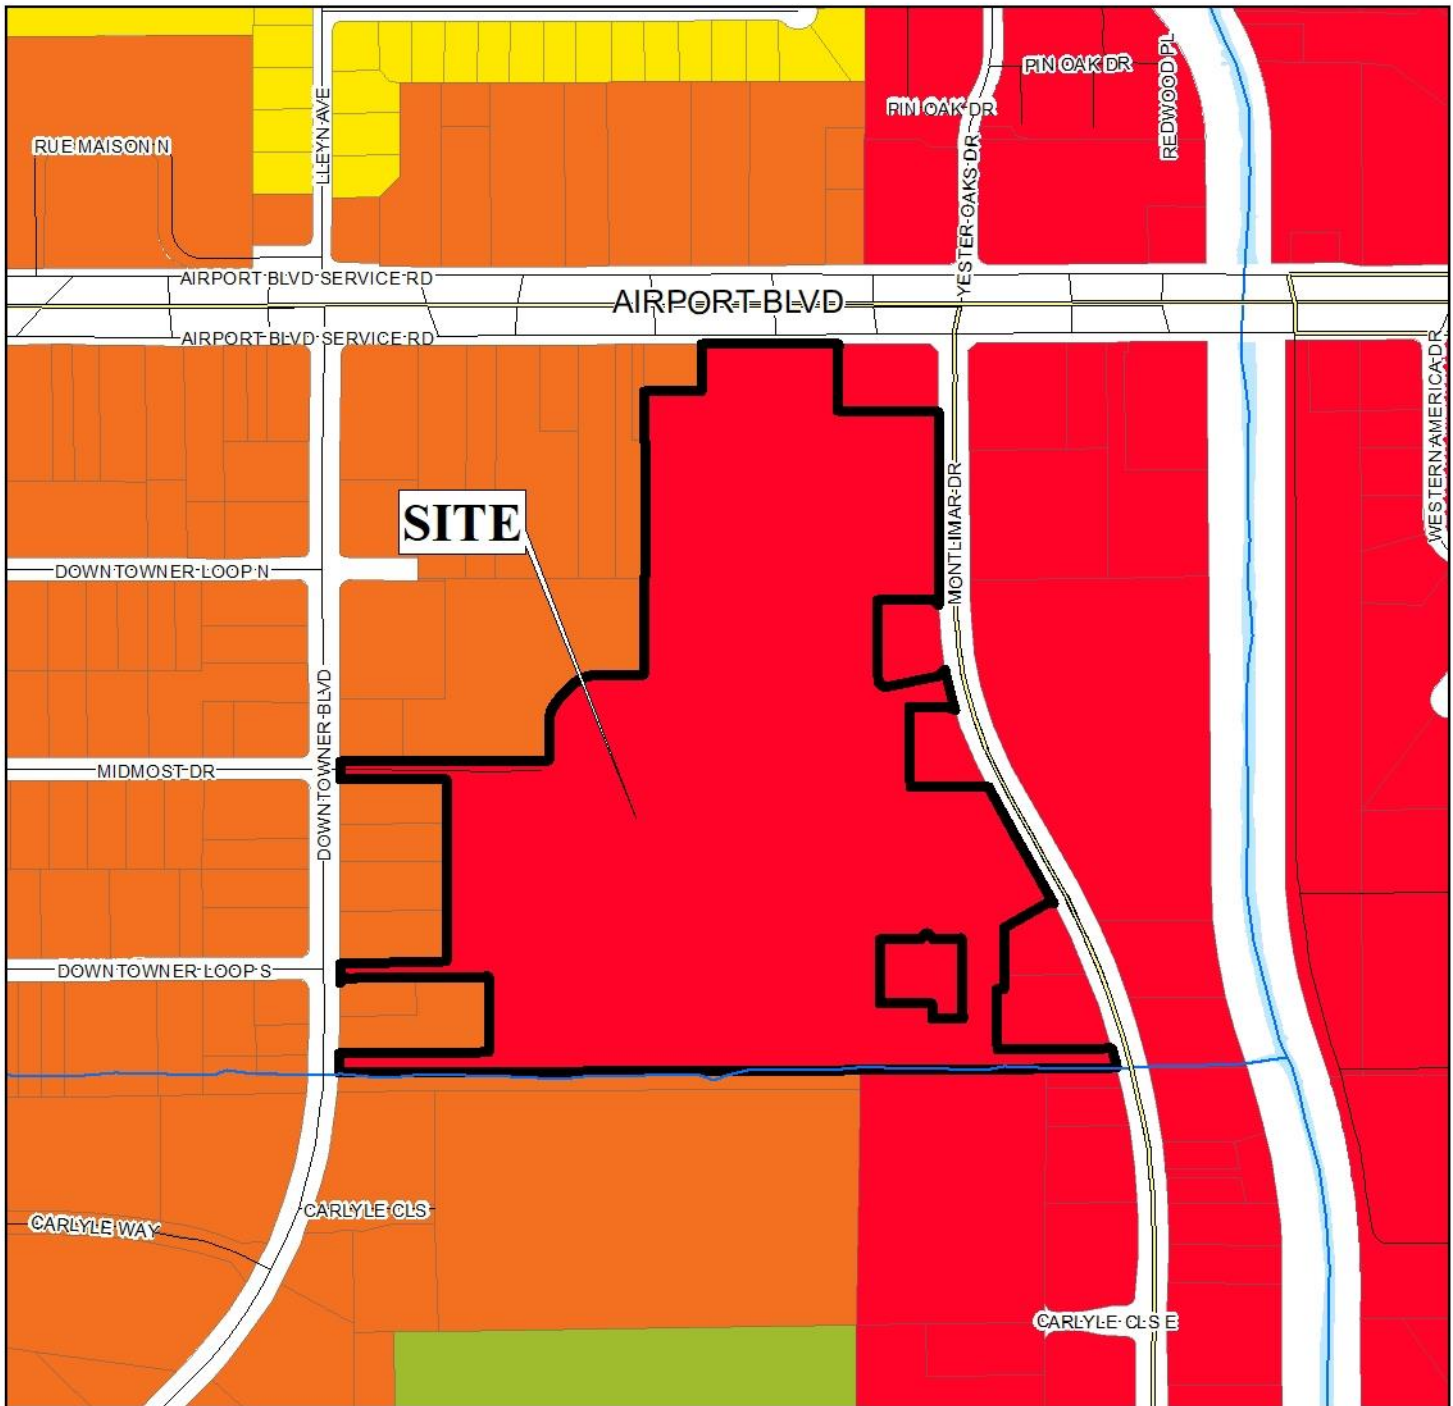 PIN OAK DR
PIN OAK DR
REDWOOD PL
LLEYN AVE
RUE MAISON N
YESTER OAKS DR
AIRPORT BLVD SERVICE RD
AIRPORT BLVD
AIRPORT BLVD SERVICE RD
WESTERN AMERICA DR
SITE
MONTLIMAR DR
DOWNTOWNER LOOP N
DOWNTOWNER BLVD
MIDMOST DR
DOWNTOWNER LOOP S
CARLYLE CLS
CARLYLE WAY
CARLYLE CLS E